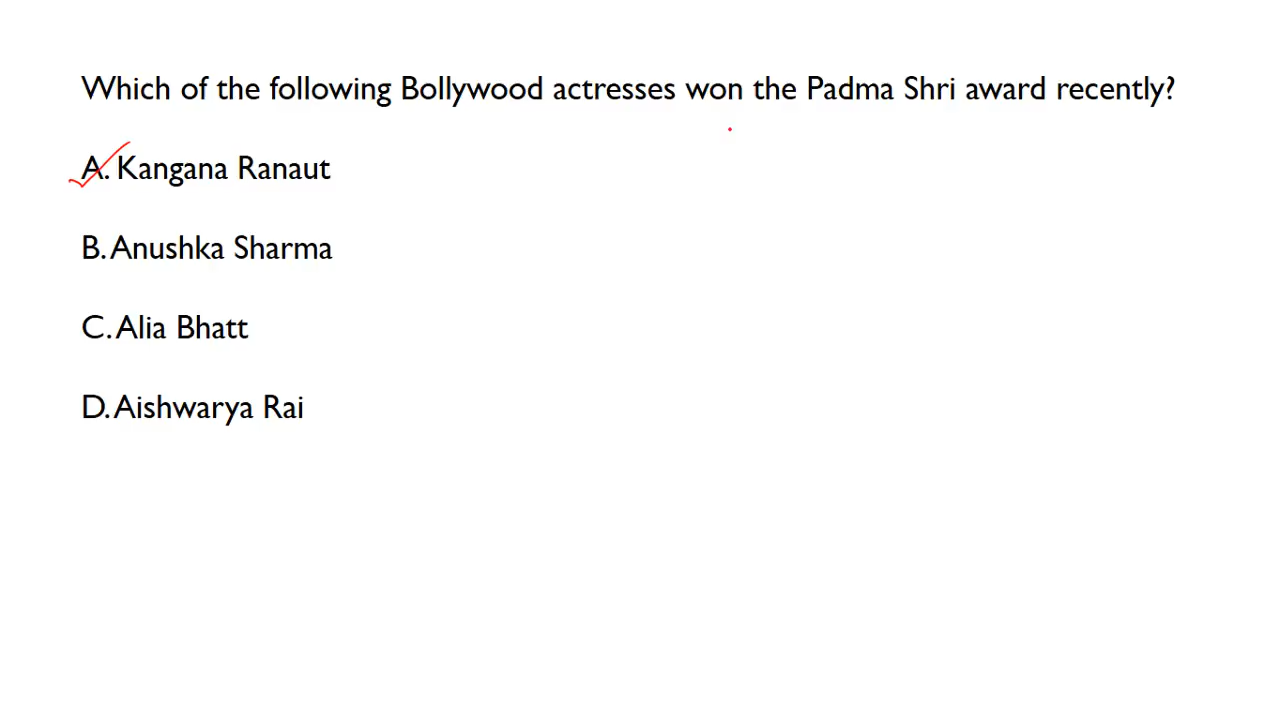 Which of the following Bollywood actresses won the Padma Shri award recently?
A. Kangana Ranaut
B. Anushka Sharma
C. Alia Bhatt
D. Aishwarya Rai